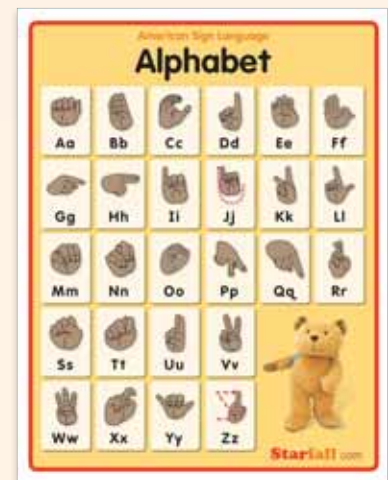 American Sign Language
Alphabet
Aa Bb Cc Dd Ee Ff
Gg Hh Ii Jj Kk Ll
Mm Nn Oo Pp Qq Rr
Ss Tt Uu Vv
Ww Xx Yy Zz
Starfall.com